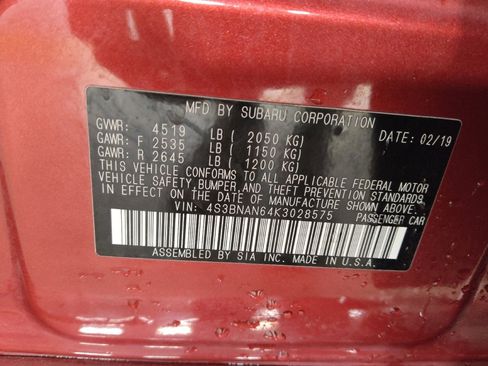 MFD BY SUBARU CORPORATION
GVWR: 4519 LB ( 2050 KG) DATE: 02/19
GAWR: F 2535 LB ( 1150 KG)
GAWR: R 2645 LB ( 1200 KG)
THIS VEHICLE CONFORMS TO ALL APPLICABLE FEDERAL MOTOR
VEHICLE SAFETY, BUMPER, AND THEFT PREVENTION STANDARDS
IN EFFECT ON THE DATE OF MANUFACTURE SHOWN ABOVE.
VIN: 4S3BNAN64K3028575 PASSENGER CAR
ASSEMBLED BY SIA INC. MADE IN U.S.A.